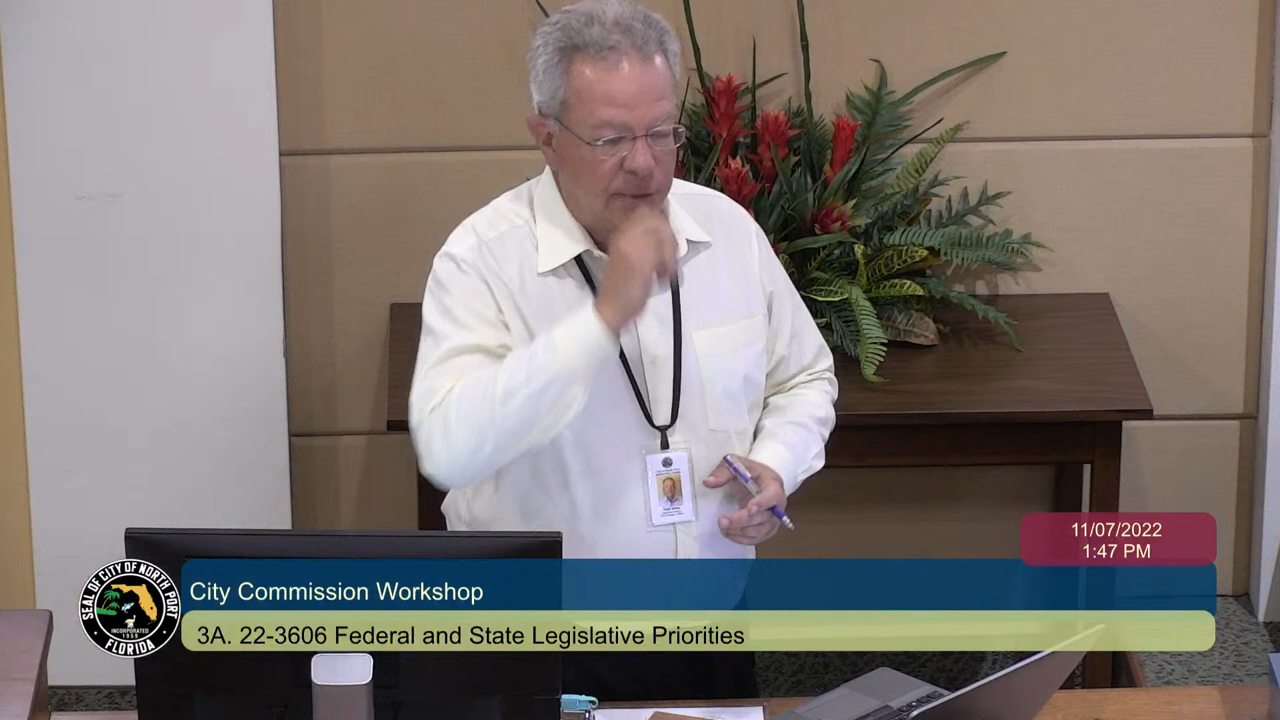 11/07/2022
1:47 PM
City Commission Workshop
3A. 22-3606 Federal and State Legislative Priorities
SEAL OF CITY OF NORTH PORT
INCORPORATED
1959
FLORIDA